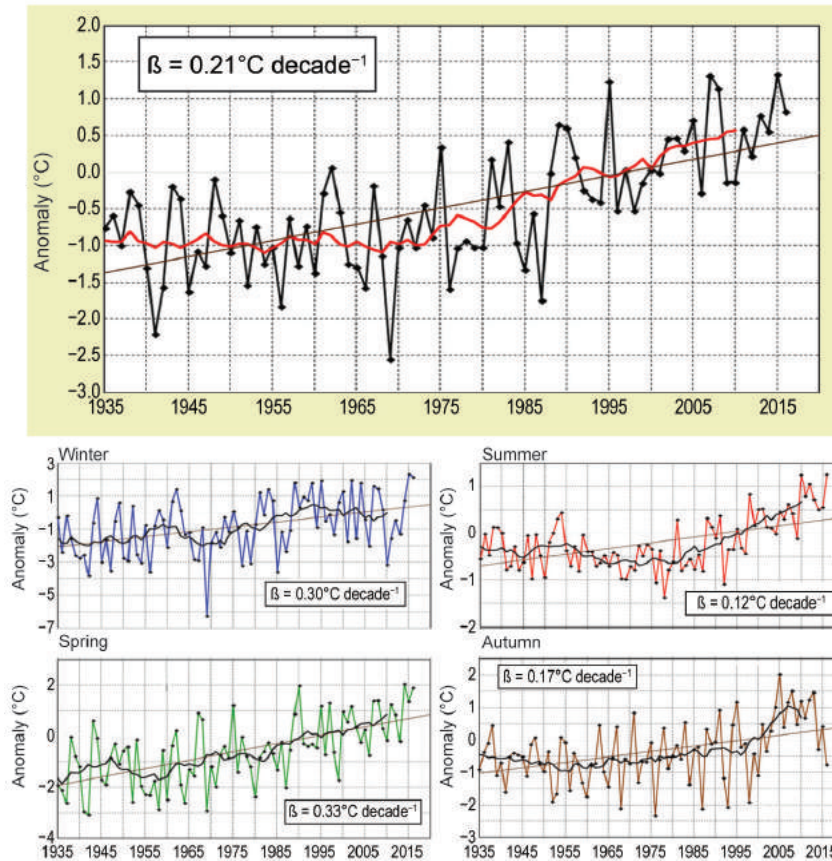 ß = 0.21°C decade⁻¹
Anomaly (°C)
2.0
1.5
1.0
0.5
0.0
−0.5
−1.0
−1.5
−2.0
−2.5
−3.0
1935 1945 1955 1965 1975 1985 1995 2005 2015
Winter
Anomaly (°C)
3
1
−1
−3
−5
−7
ß = 0.30°C decade⁻¹
Summer
Anomaly (°C)
1
0
−1
−2
ß = 0.12°C decade⁻¹
Spring
Anomaly (°C)
2
0
−2
−4
ß = 0.33°C decade⁻¹
1935 1945 1955 1965 1975 1985 1995 2005 2015
Autumn
Anomaly (°C)
2
1
0
−1
−2
−3
ß = 0.17°C decade⁻¹
1935 1945 1955 1965 1975 1985 1995 2005 2015